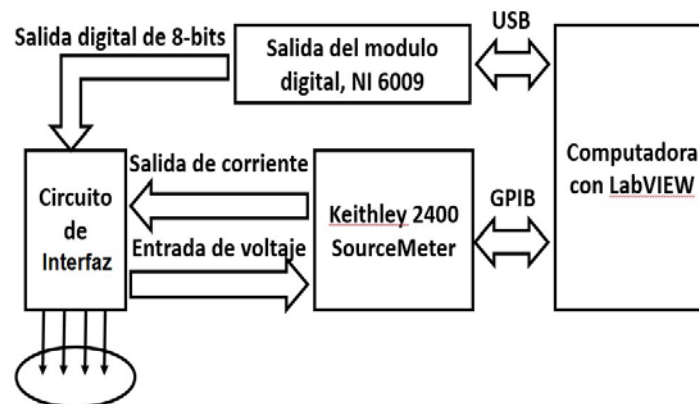 USB
Salida digital de 8-bits
Salida del modulo
digital, NI 6009
Computadora
con LabVIEW
Salida de corriente
GPIB
Circuito
de
Interfaz
Keithley 2400
SourceMeter
Entrada de voltaje